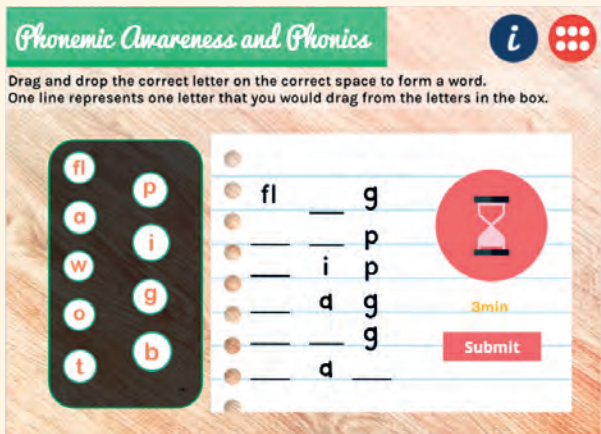 Phonemic Awareness and Phonics
i
Drag and drop the correct letter on the correct space to form a word.
One line represents one letter that you would drag from the letters in the box.
fl
a
w
o
t
p
i
g
b
fl __ g
__ __ p
__ i p
__ a g
__ __ g
__ a __
3min
Submit